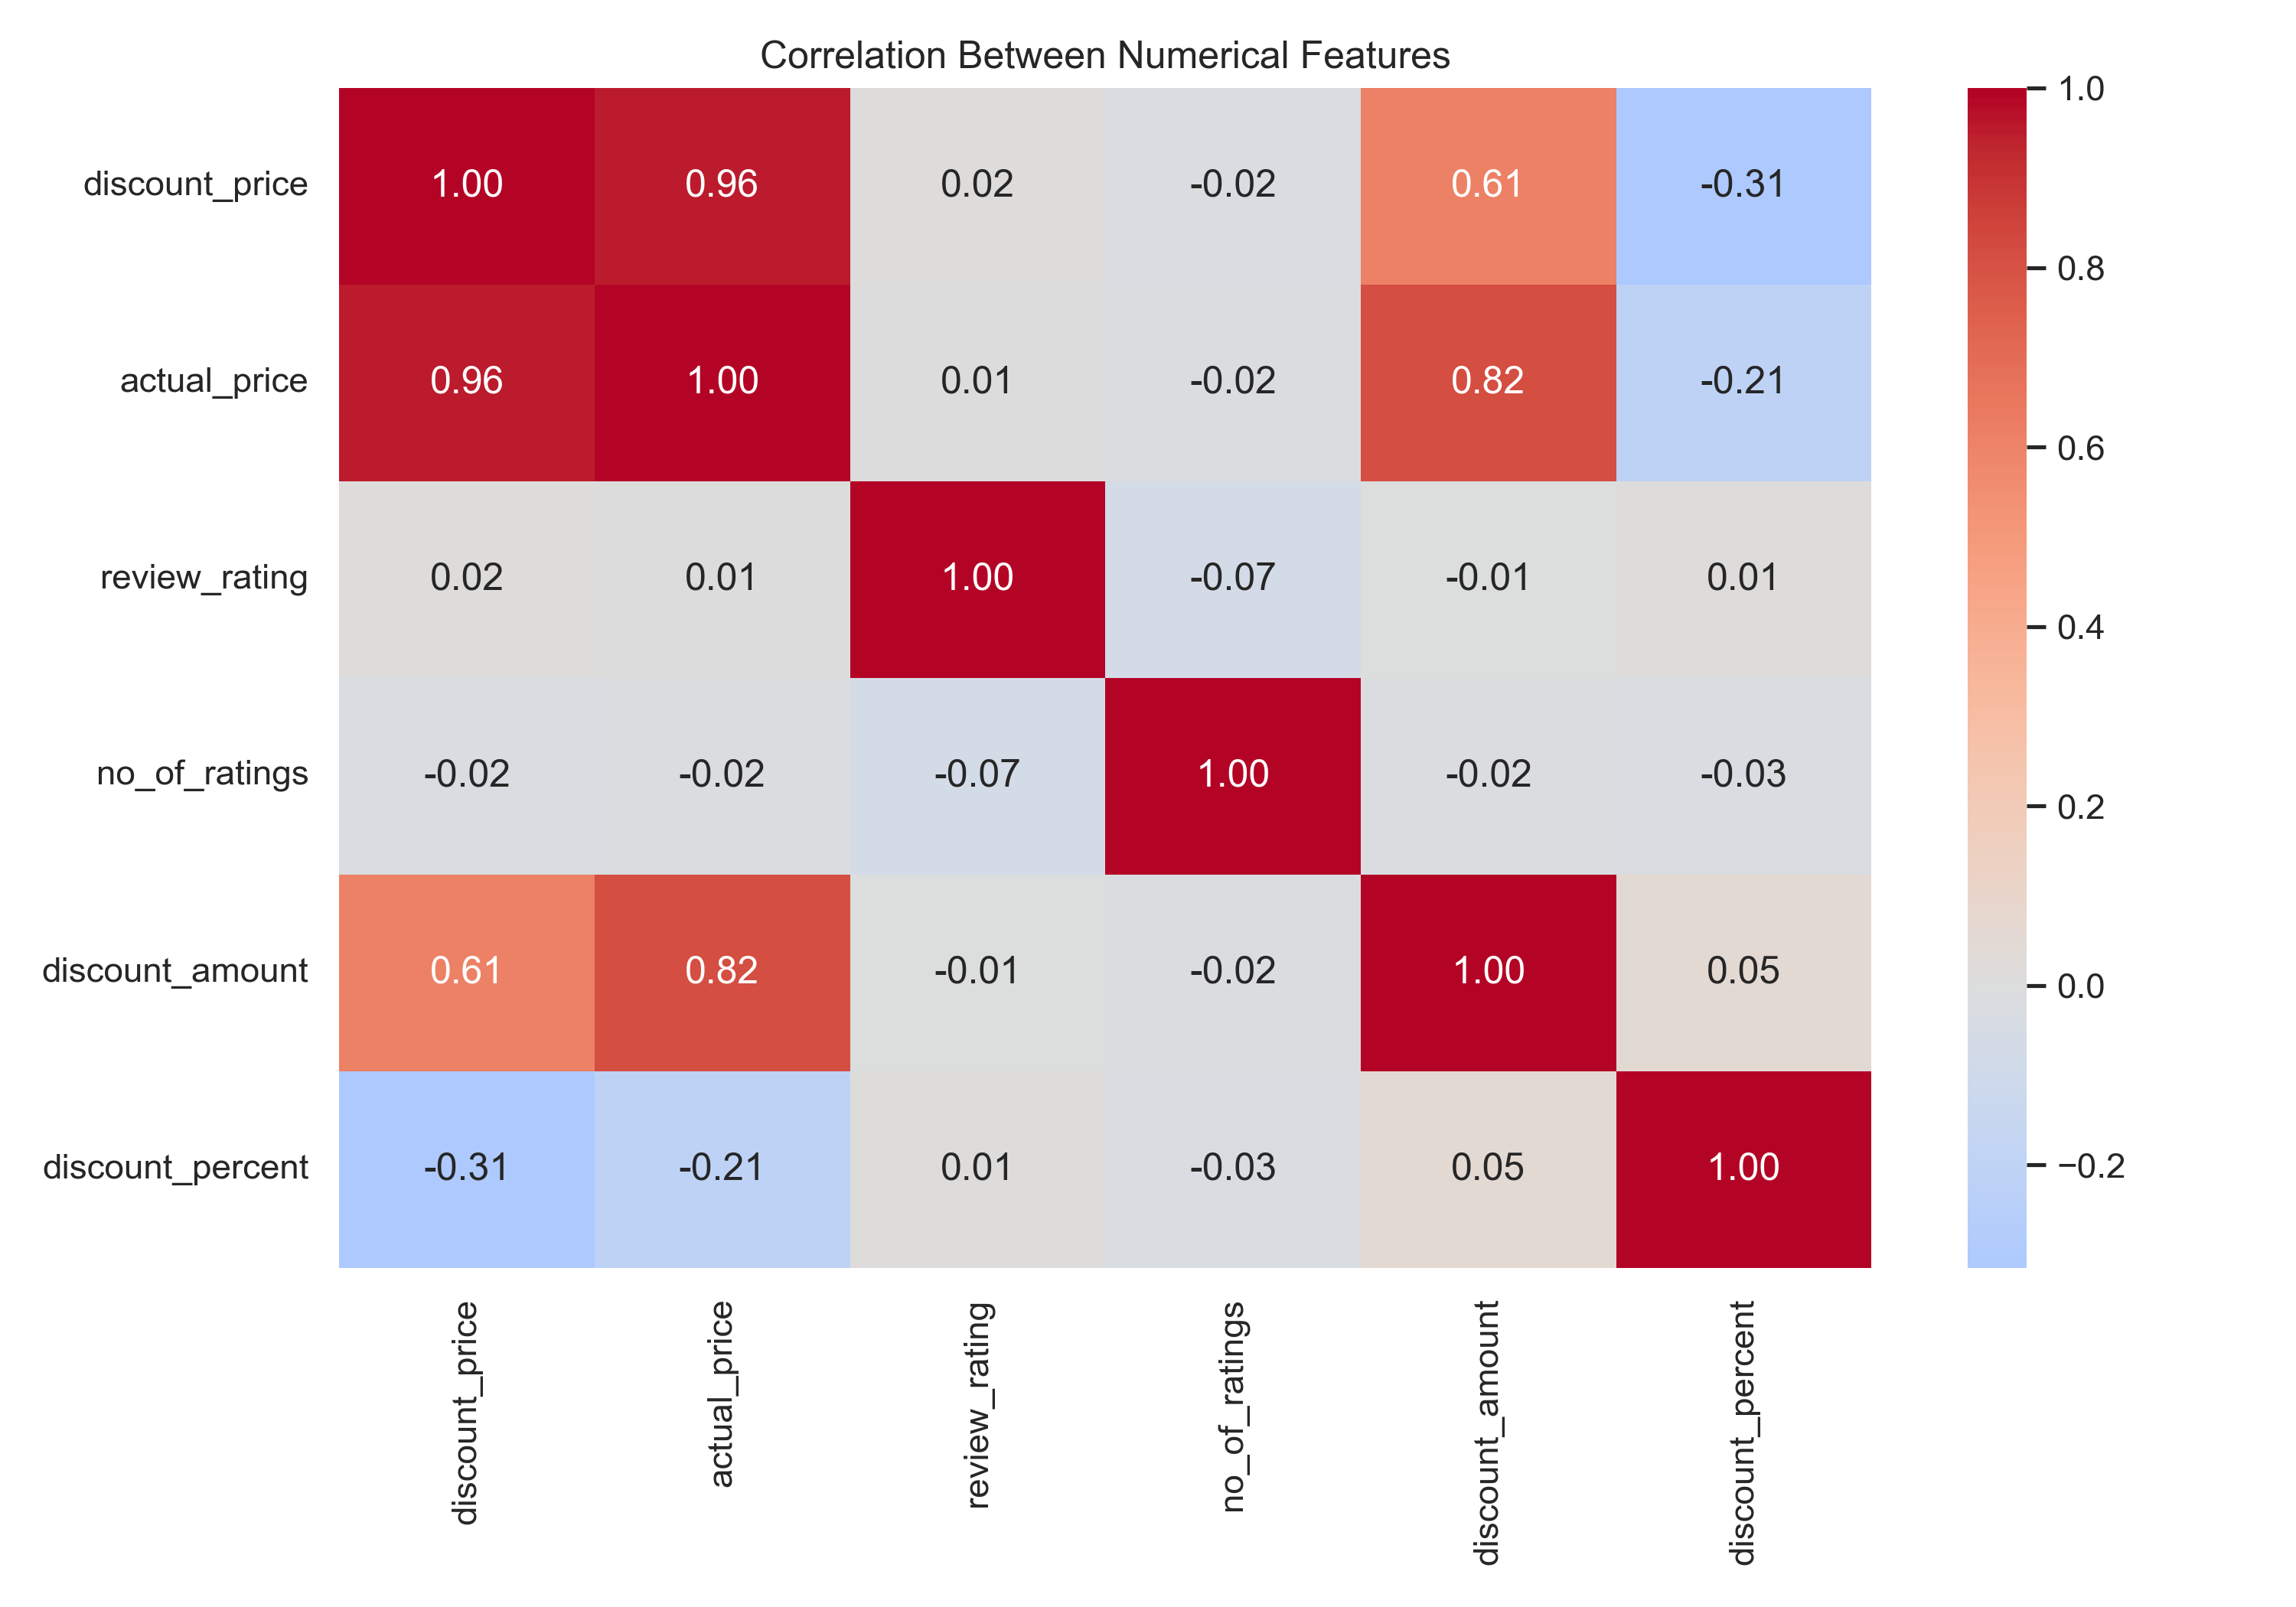 Correlation Between Numerical Features
discount_price 1.00 0.96 0.02 -0.02 0.61 -0.31
actual_price 0.96 1.00 0.01 -0.02 0.82 -0.21
review_rating 0.02 0.01 1.00 -0.07 -0.01 0.01
no_of_ratings -0.02 -0.02 -0.07 1.00 -0.02 -0.03
discount_amount 0.61 0.82 -0.01 -0.02 1.00 0.05
discount_percent -0.31 -0.21 0.01 -0.03 0.05 1.00
discount_price
actual_price
review_rating
no_of_ratings
discount_amount
discount_percent
1.0
0.8
0.6
0.4
0.2
0.0
−0.2